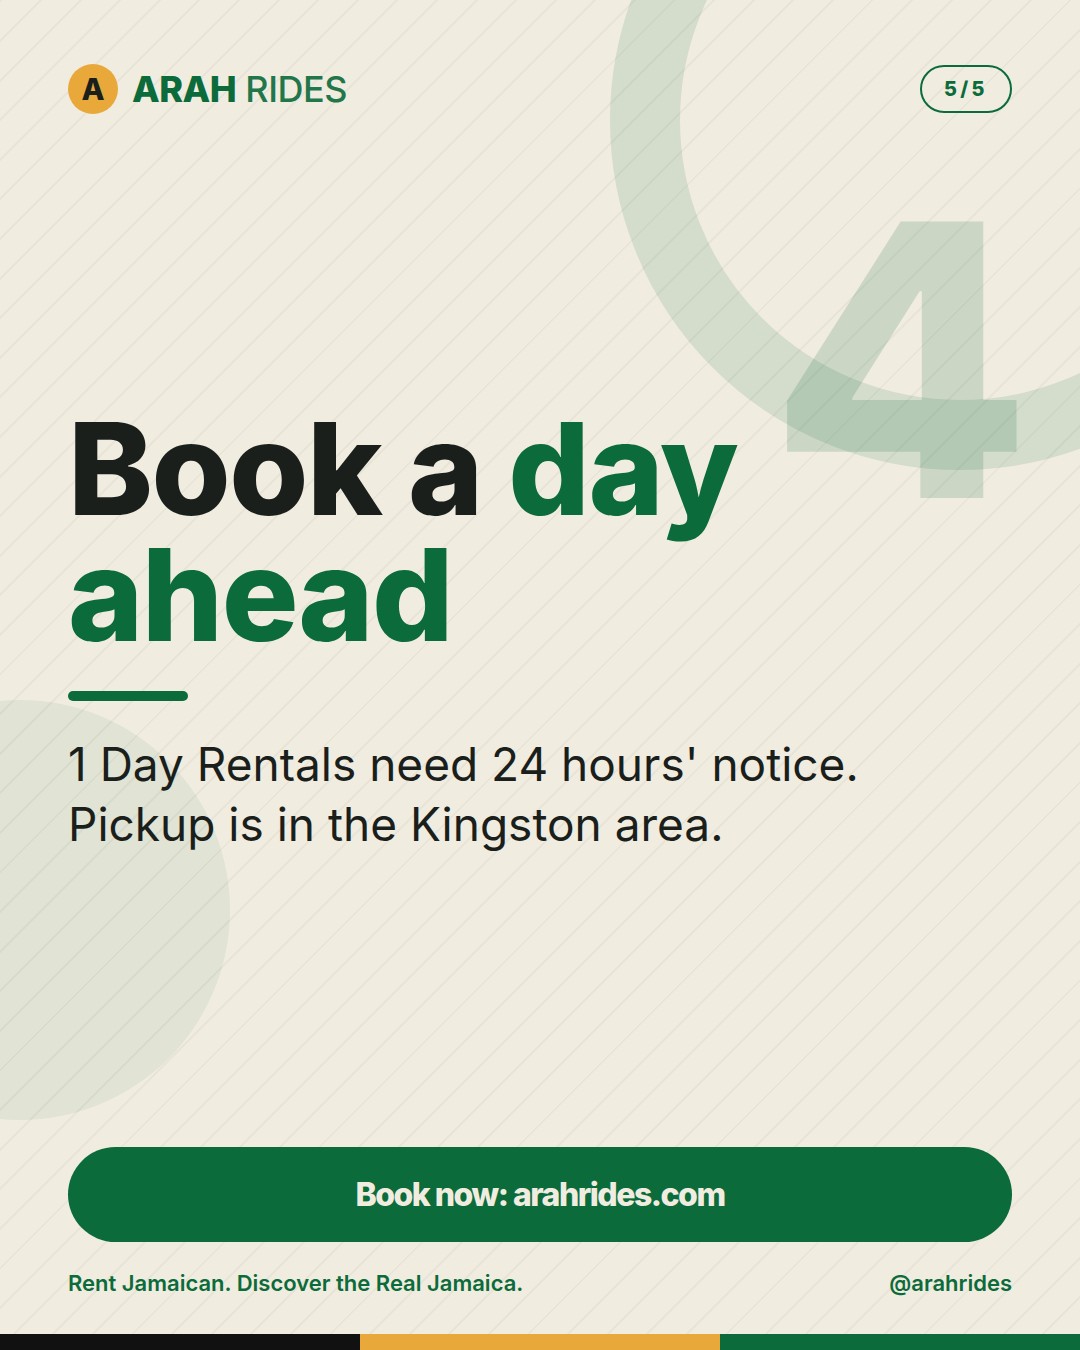 A ARAH RIDES
5/5
4
Book a day
ahead
1 Day Rentals need 24 hours' notice.
Pickup is in the Kingston area.
Book now: arahrides.com
Rent Jamaican. Discover the Real Jamaica.
@arahrides